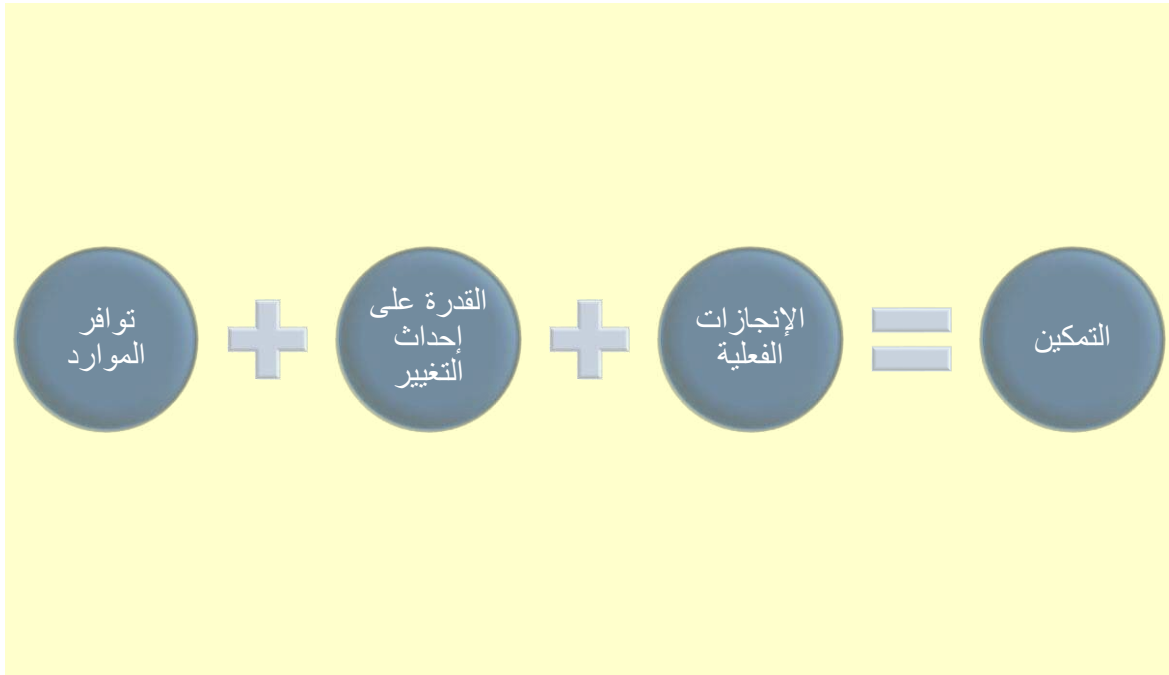 توافر
الموارد
القدرة على
إحداث
التغيير
الإنجازات
الفعلية
التمكين